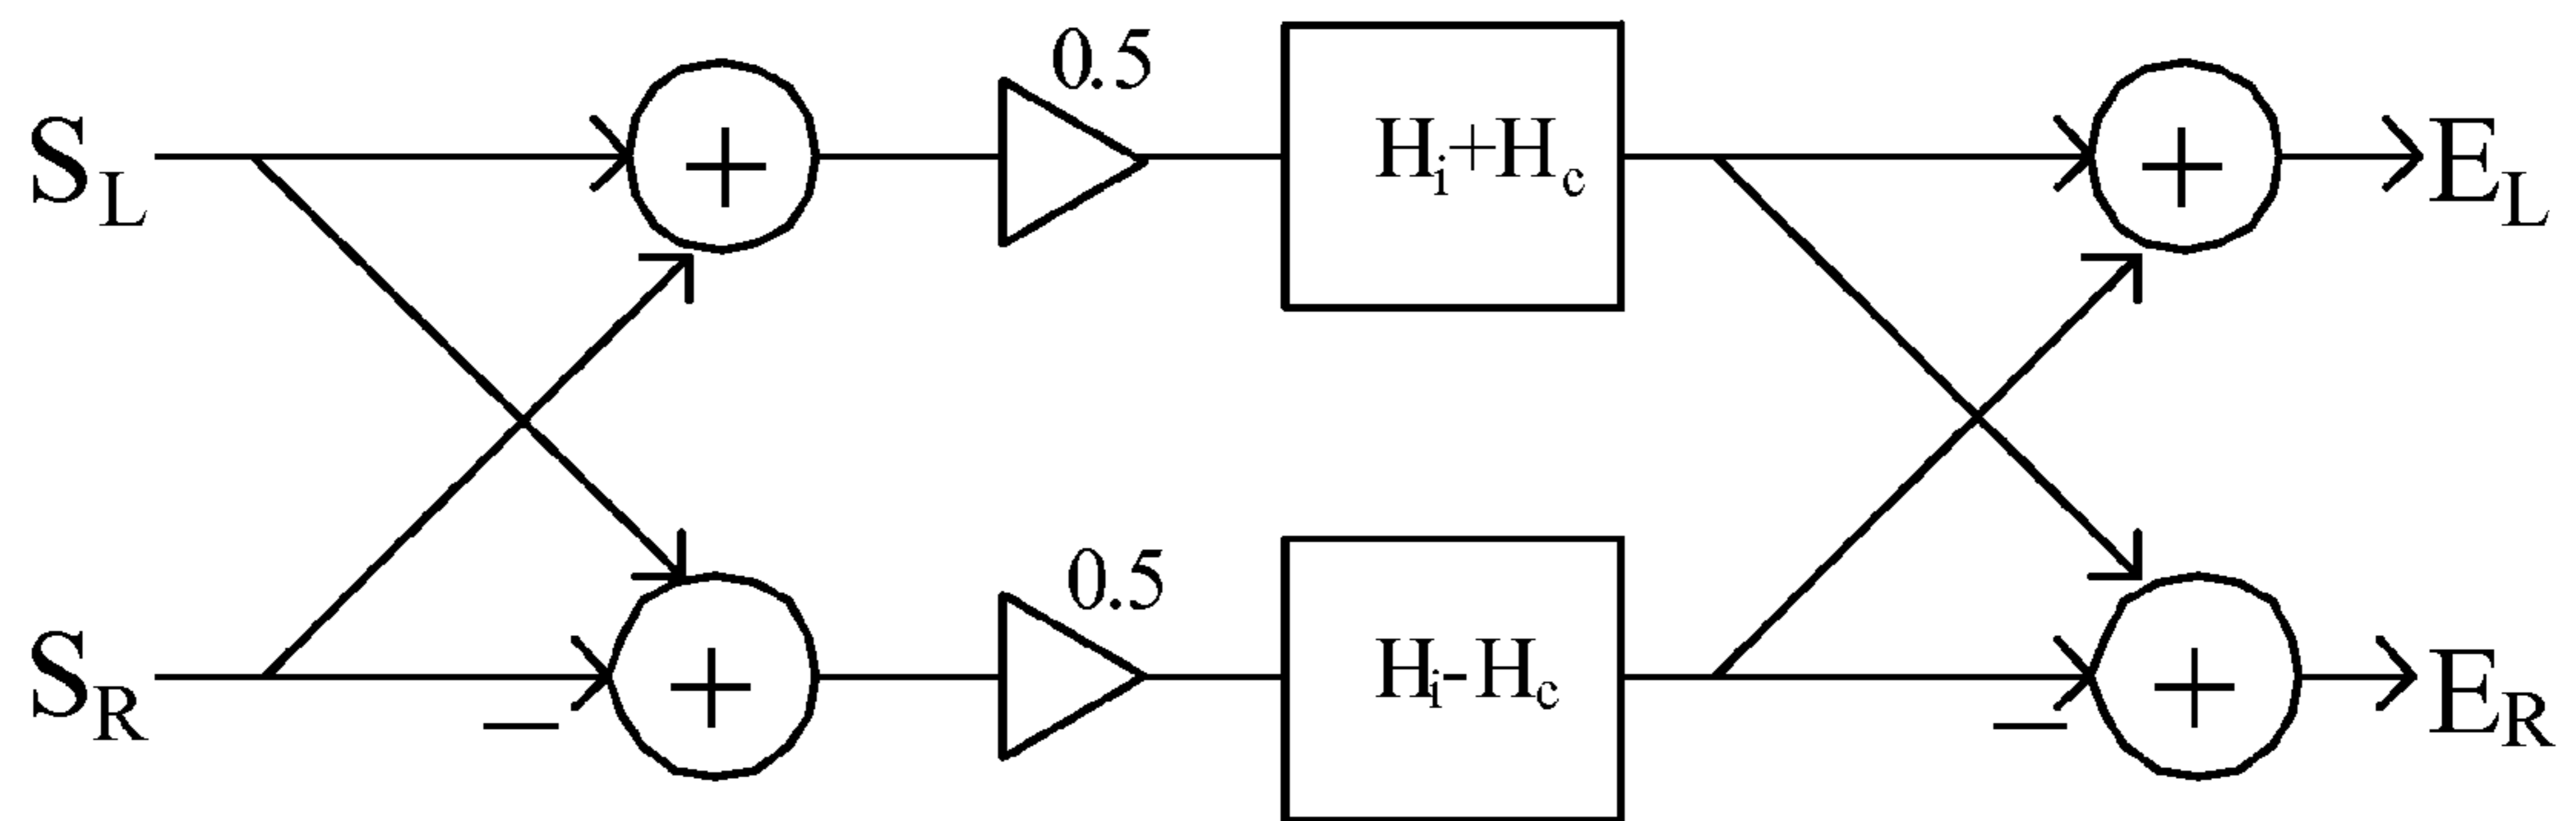 0.5
S_L + H_i+H_c + E_L
0.5
S_R − + H_i-H_c − + E_R